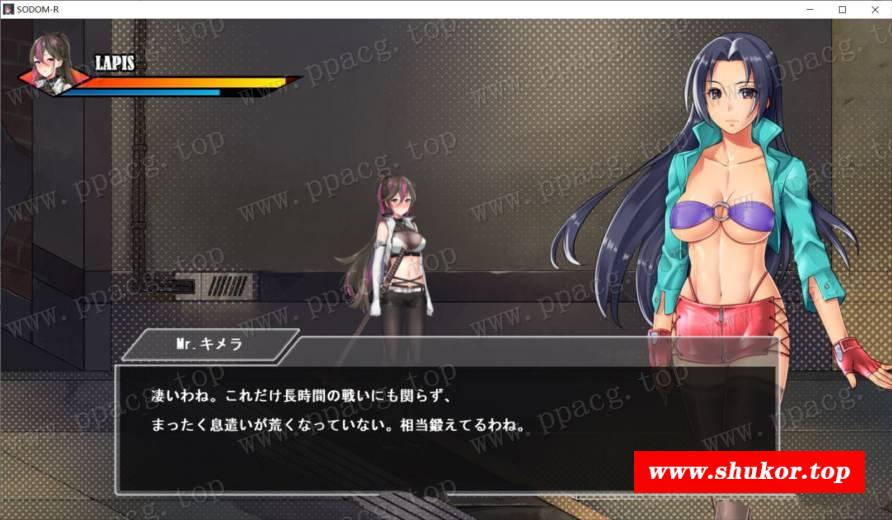 SODOM-R
LAPIS
Mr.キメラ
凄いわね。これだけ長時間の戦いにも関らず、
まったく息遣いが荒くなっていない。相当鍛えてるわね。
www.shukor.top
www.ppacg.top